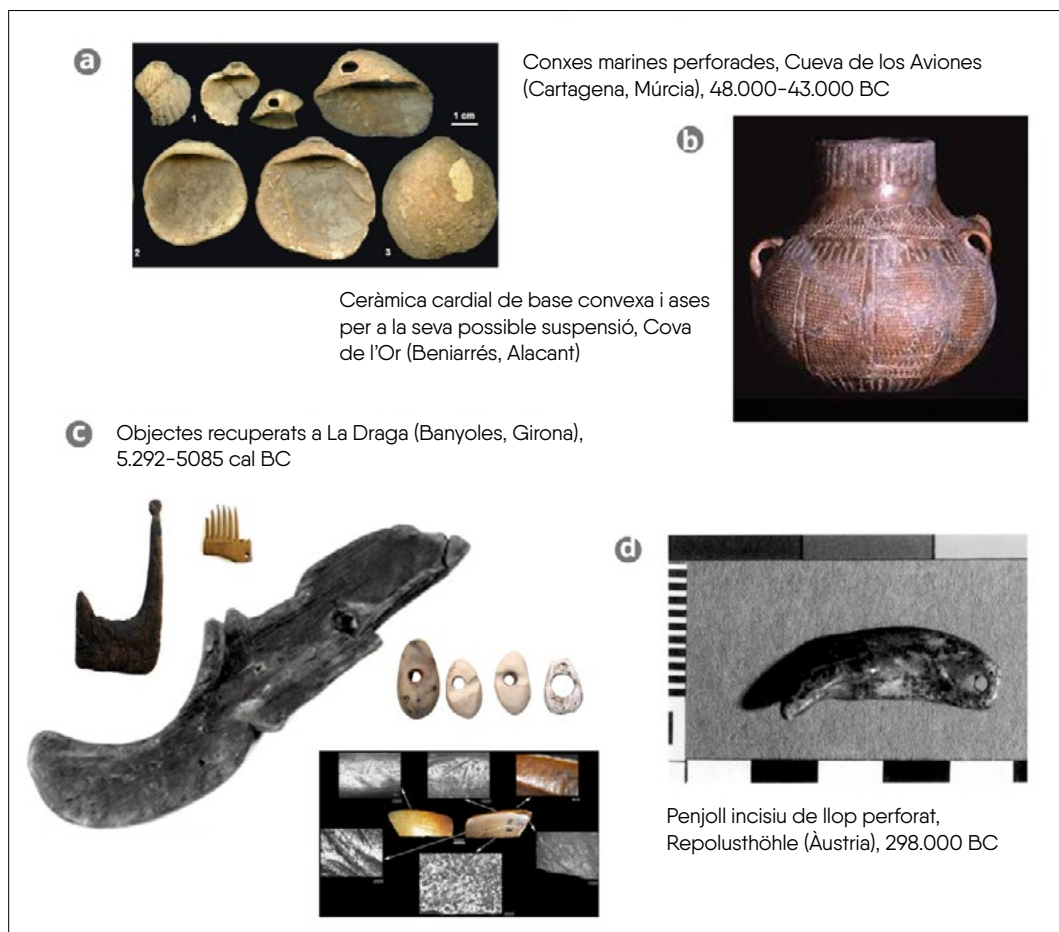 a
Conxes marines perforades, Cueva de los Aviones
(Cartagena, Múrcia), 48.000-43.000 BC
1
1 cm
2
3
b
Ceràmica cardial de base convexa i ases
per a la seva possible suspensió, Cova
de l'Or (Beniarrés, Alacant)
c
Objectes recuperats a La Draga (Banyoles, Girona),
5.292-5085 cal BC
d
Penjoll incisiu de llop perforat,
Repolusthöhle (Àustria), 298.000 BC